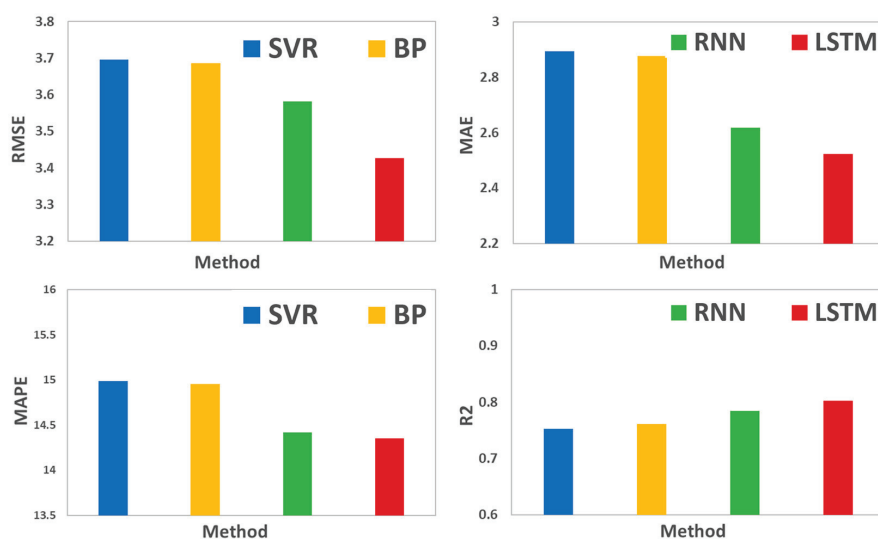 3.8
3.7
3.6
3.5
3.4
3.3
3.2
RMSE
SVR BP
Method
3
2.8
2.6
2.4
2.2
MAE
RNN LSTM
Method
16
15.5
15
14.5
14
13.5
MAPE
SVR BP
Method
1
0.9
0.8
0.7
0.6
R2
RNN LSTM
Method